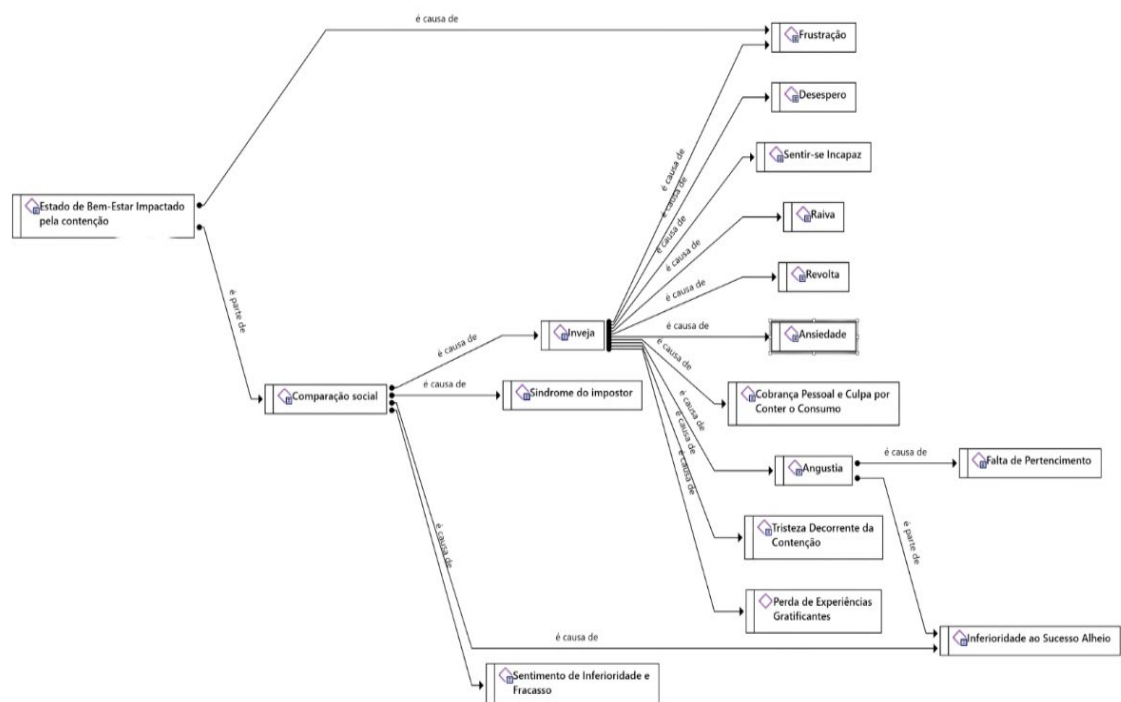 é causa de
Frustração
Desespero
é causa de
é causa de
Sentir-se Incapaz
Estado de Bem-Estar Impactado
pela contenção
é causa de
Raiva
é causa de
é causa de
Revolta
é parte de
Inveja
é causa de
Ansiedade
é causa de
Comparação social
é causa de
Sindrome do impostor
é causa de
Cobrança Pessoal e Culpa por
Conter o Consumo
é causa de
é causa de
é causa de
Angustia
é causa de
Falta de Pertencimento
é causa de
Tristeza Decorrente da
Contenção
é parte de
Perda de Experiências
Gratificantes
é causa de
Inferioridade ao Sucesso Alheio
Sentimento de Inferioridade e
Fracasso